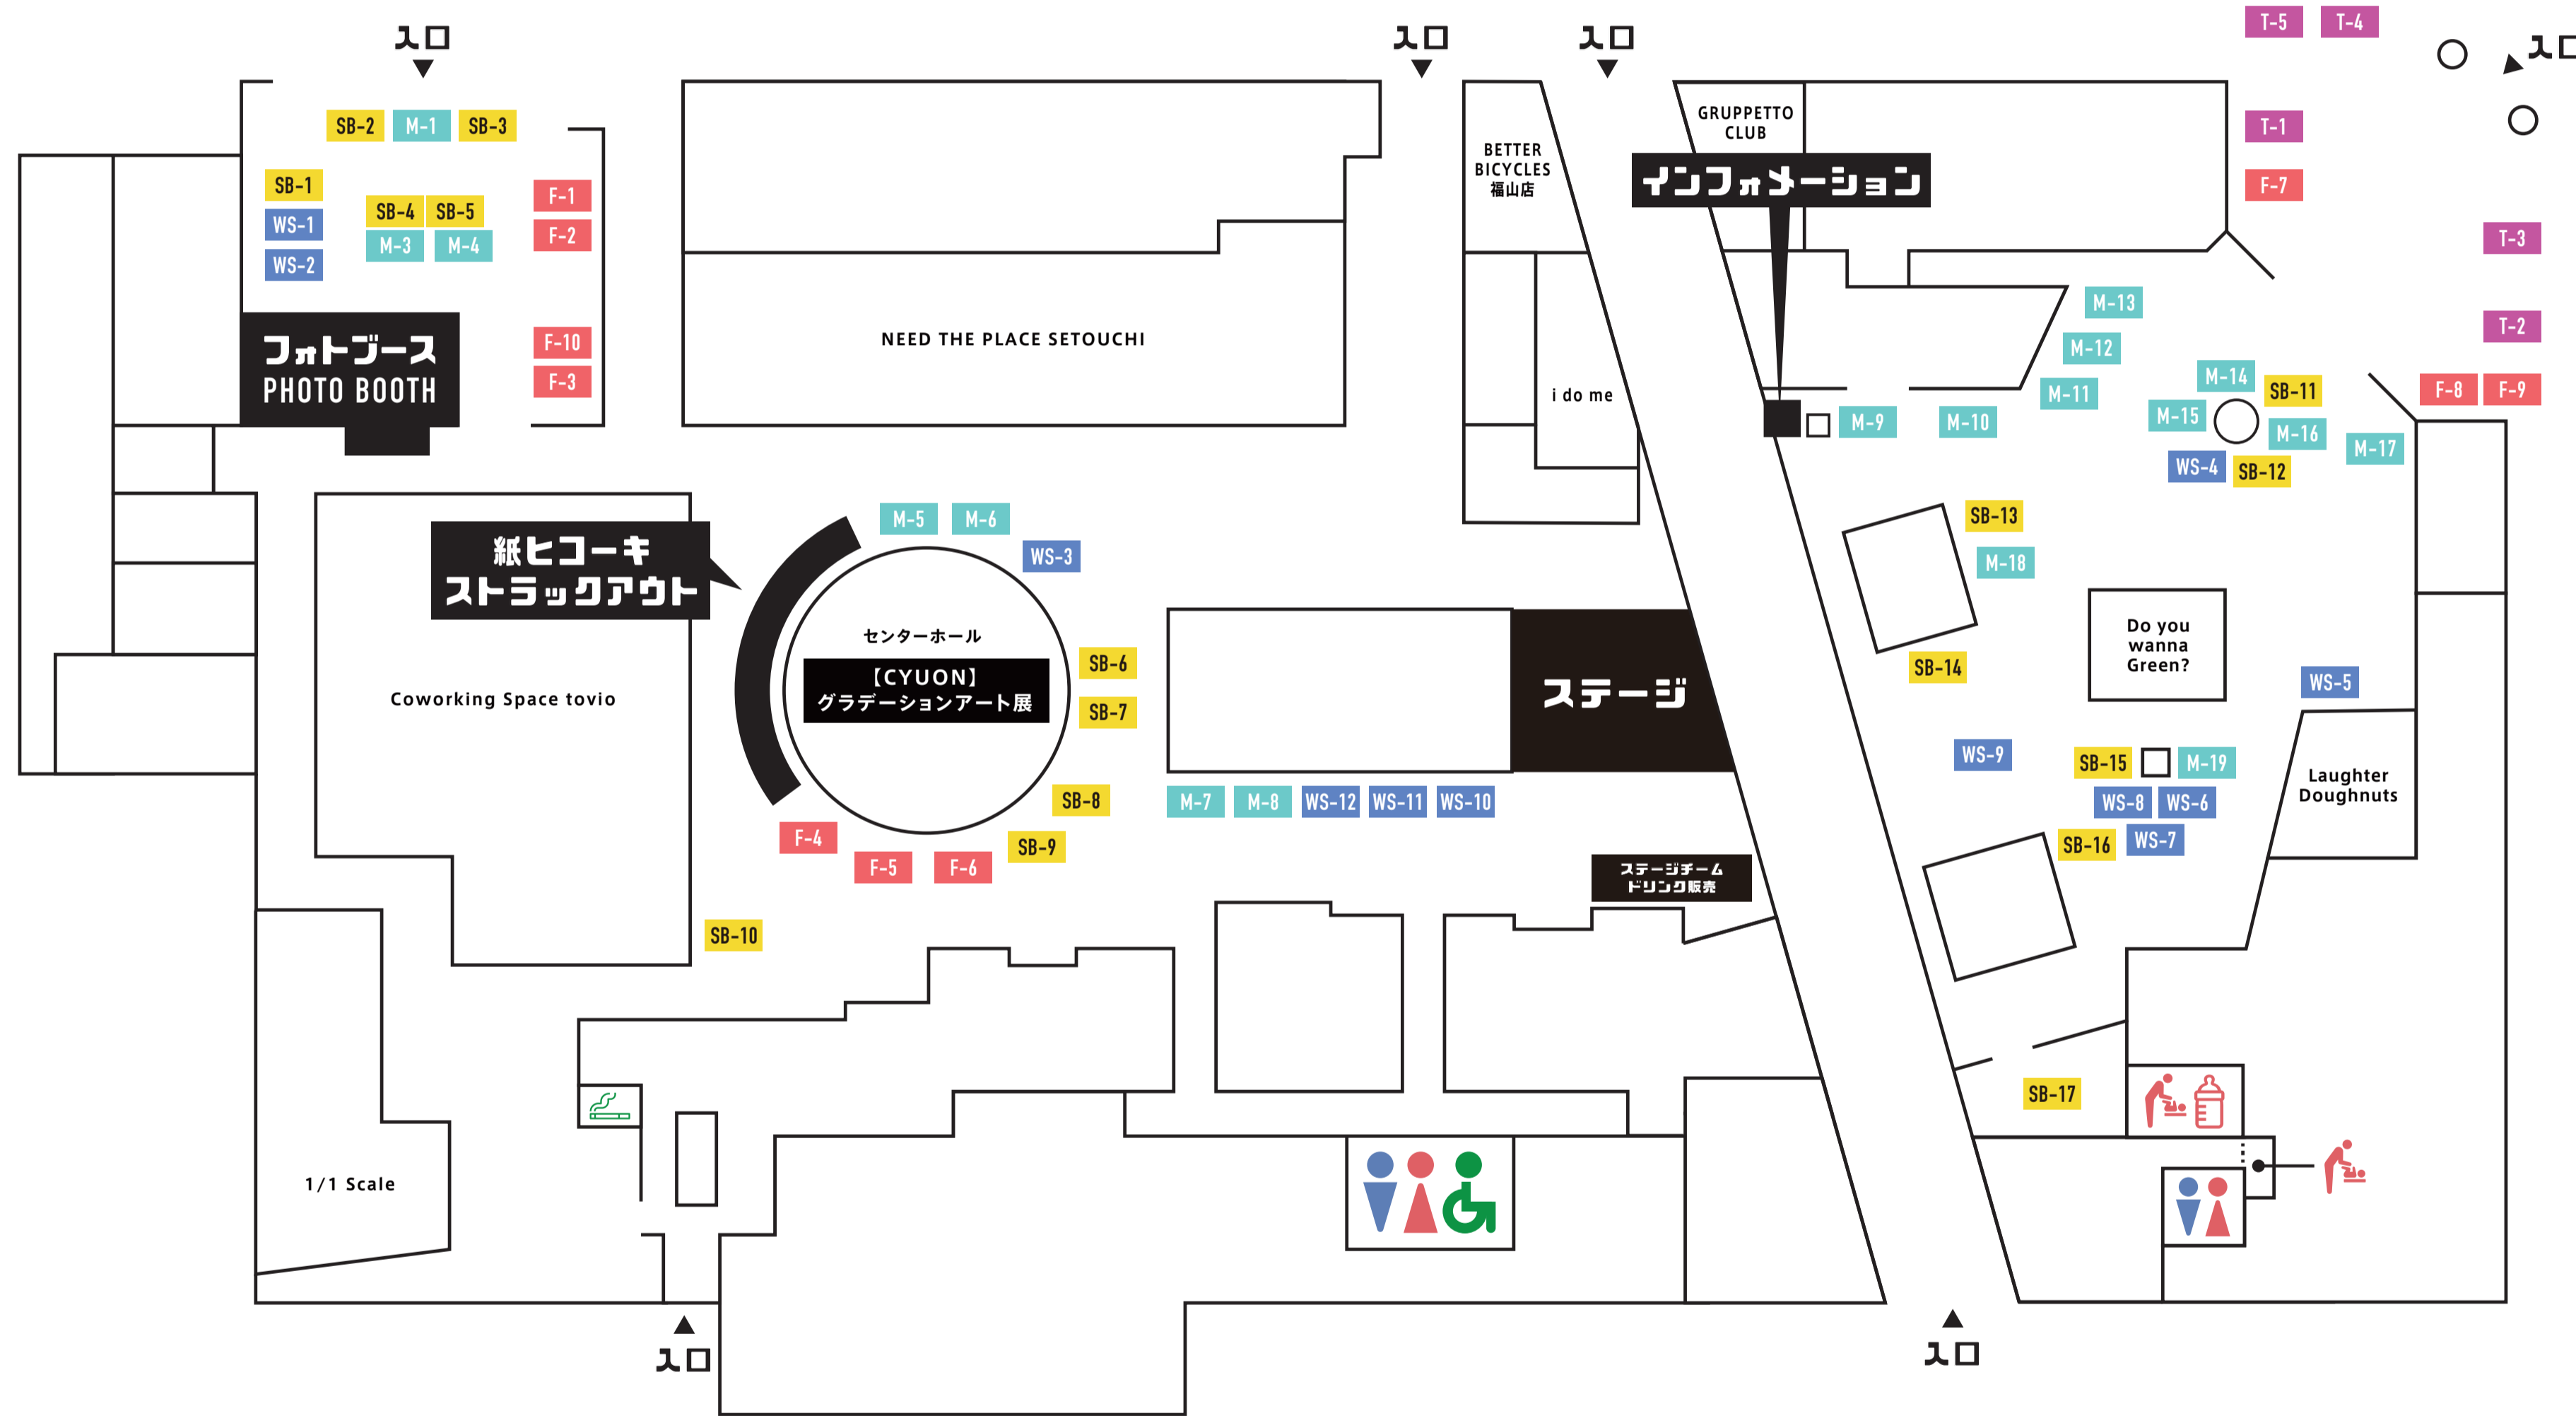 入口
入口
入口
入口
T-5
T-4
SB-2
M-1
SB-3
SB-1
WS-1
WS-2
SB-4
SB-5
M-3
M-4
F-1
F-2
F-10
F-3
フォトブース
PHOTO BOOTH
NEED THE PLACE SETOUCHI
BETTER
BICYCLES
福山店
i do me
GRUPPETTO
CLUB
インフォメーション
T-1
F-7
T-3
T-2
F-8
F-9
M-13
M-12
M-11
M-9
M-10
M-14
SB-11
M-15
M-16
M-17
WS-4
SB-12
紙ヒコーキ
ストラックアウト
Coworking Space tovio
M-5
M-6
WS-3
センターホール
【CYUON】
グラデーションアート展
SB-6
SB-7
SB-8
SB-9
F-4
F-5
F-6
SB-10
ステージ
M-7
M-8
WS-12
WS-11
WS-10
ステージチーム
ドリンク販売
SB-13
M-18
SB-14
Do you
wanna
Green?
WS-5
WS-9
SB-15
M-19
WS-8
WS-6
SB-16
WS-7
Laughter
Doughnuts
SB-17
1/1 Scale
入口
入口